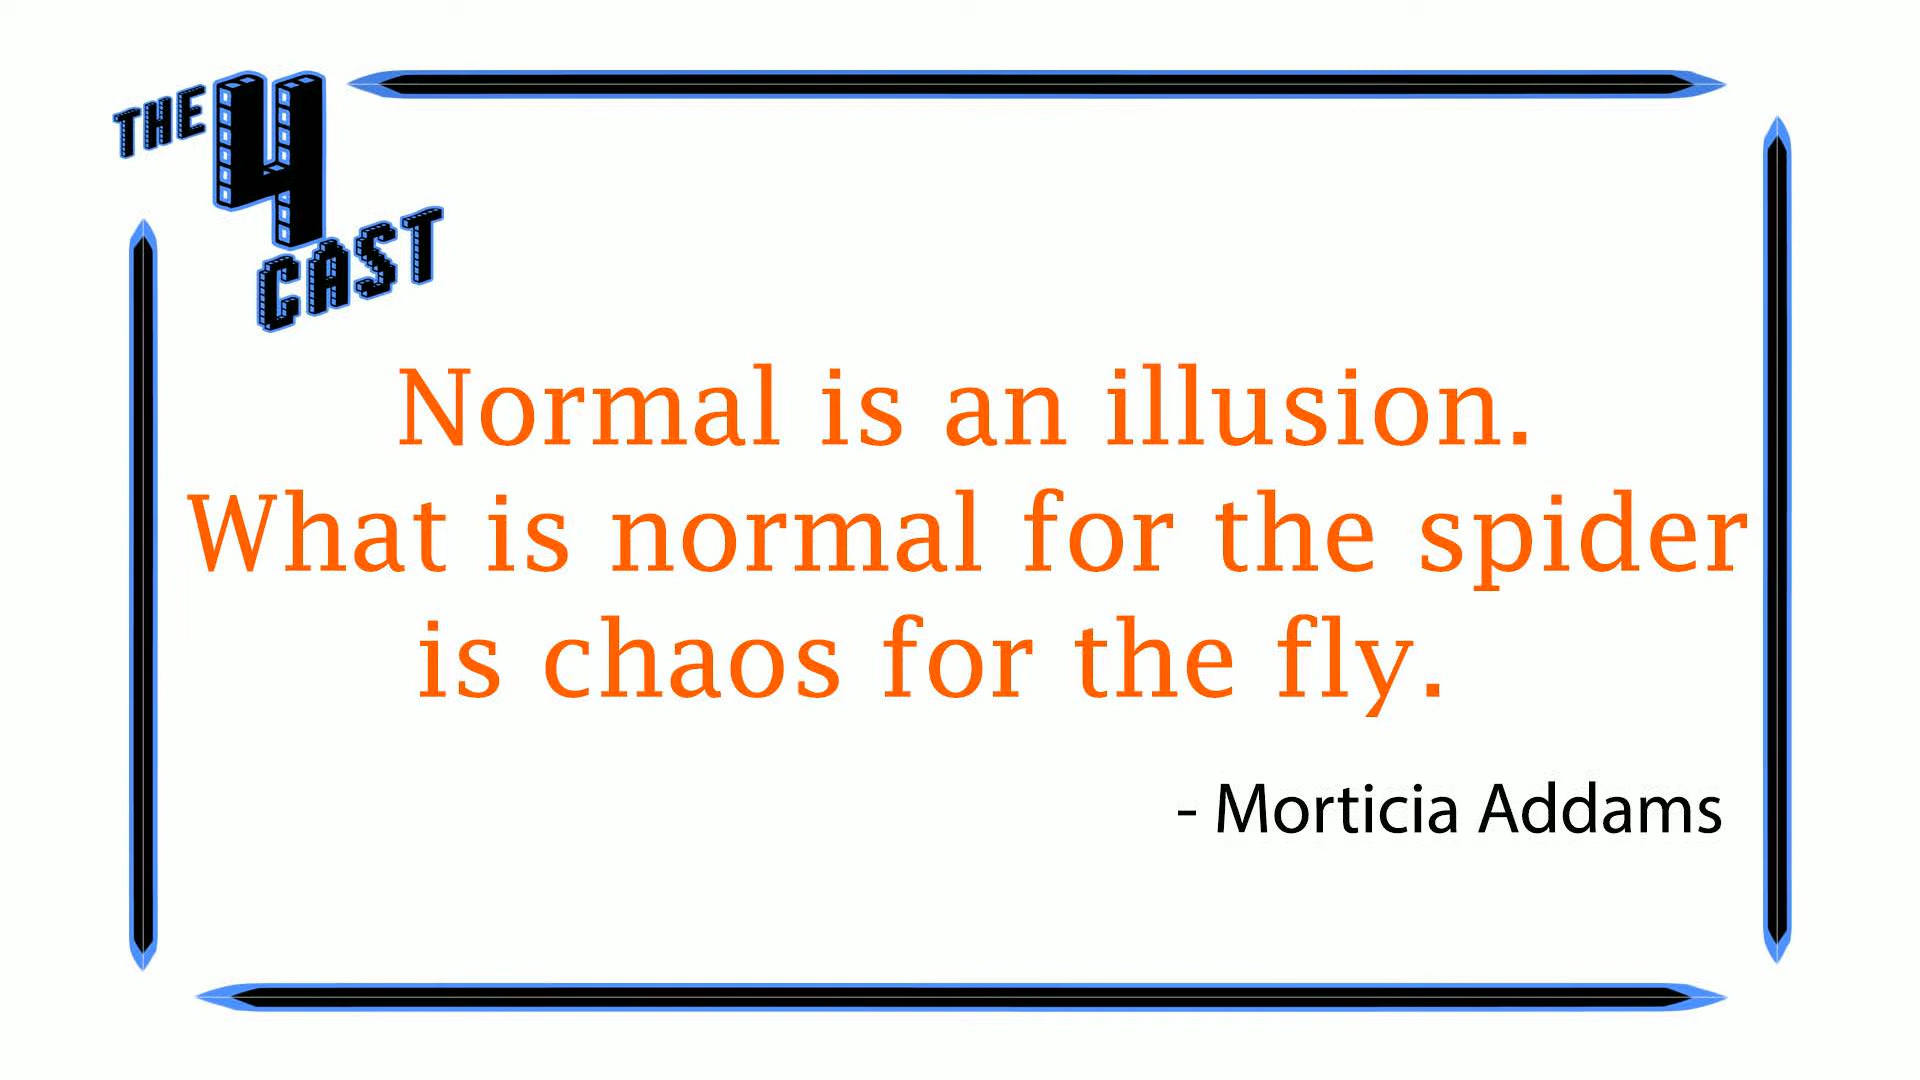 THE
4
CAST
Normal is an illusion.
What is normal for the spider
is chaos for the fly.
- Morticia Addams